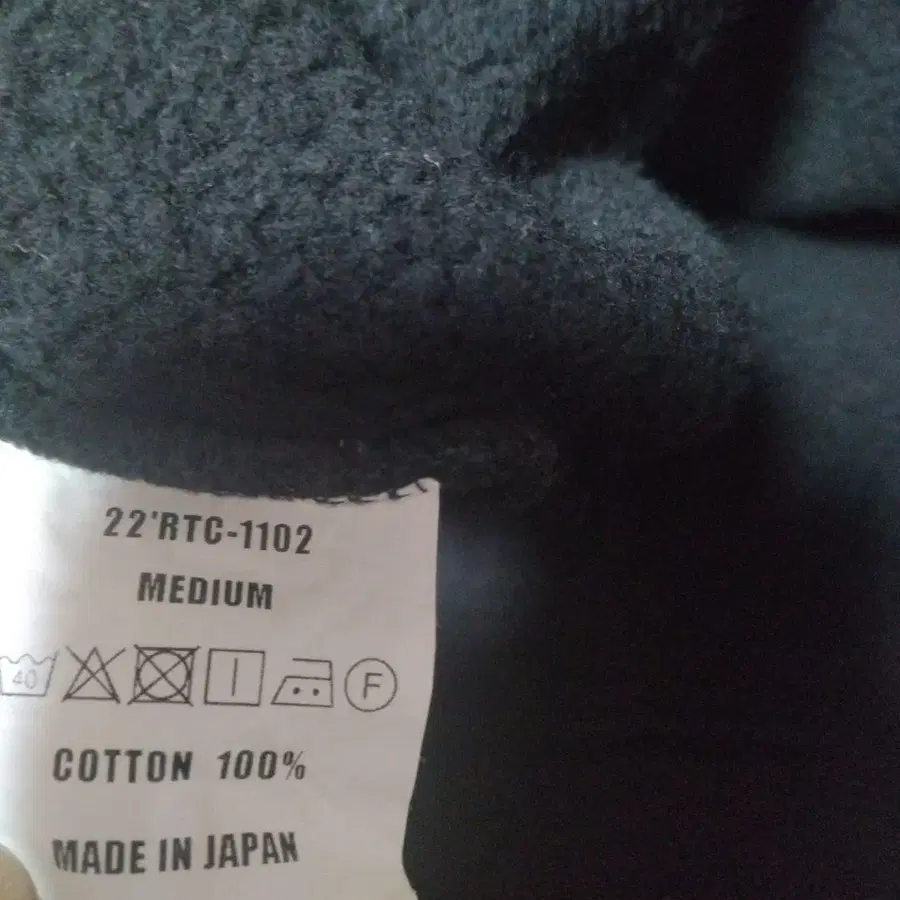 22'RTC-1102
MEDIUM
40 F
COTTON 100%
MADE IN JAPAN